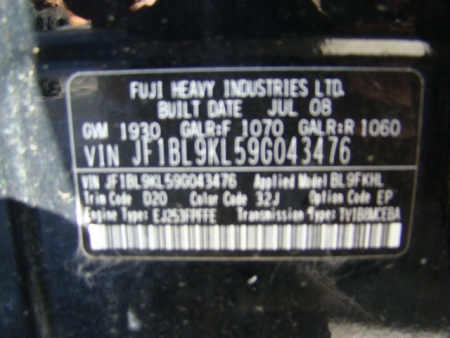 FUJI HEAVY INDUSTRIES LTD.
BUILT DATE JUL 08
GVM 1930 GALR:F 1070 GALR:R 1060
VIN JF1BL9KL59G043476
VIN JF1BL9KL59G043476 Applied Model BL9FKHL
Trim Code D20 Color Code 32J Option Code EP
Engine Type EJ253FPFFE Transmission Type TV1B8MCEBA